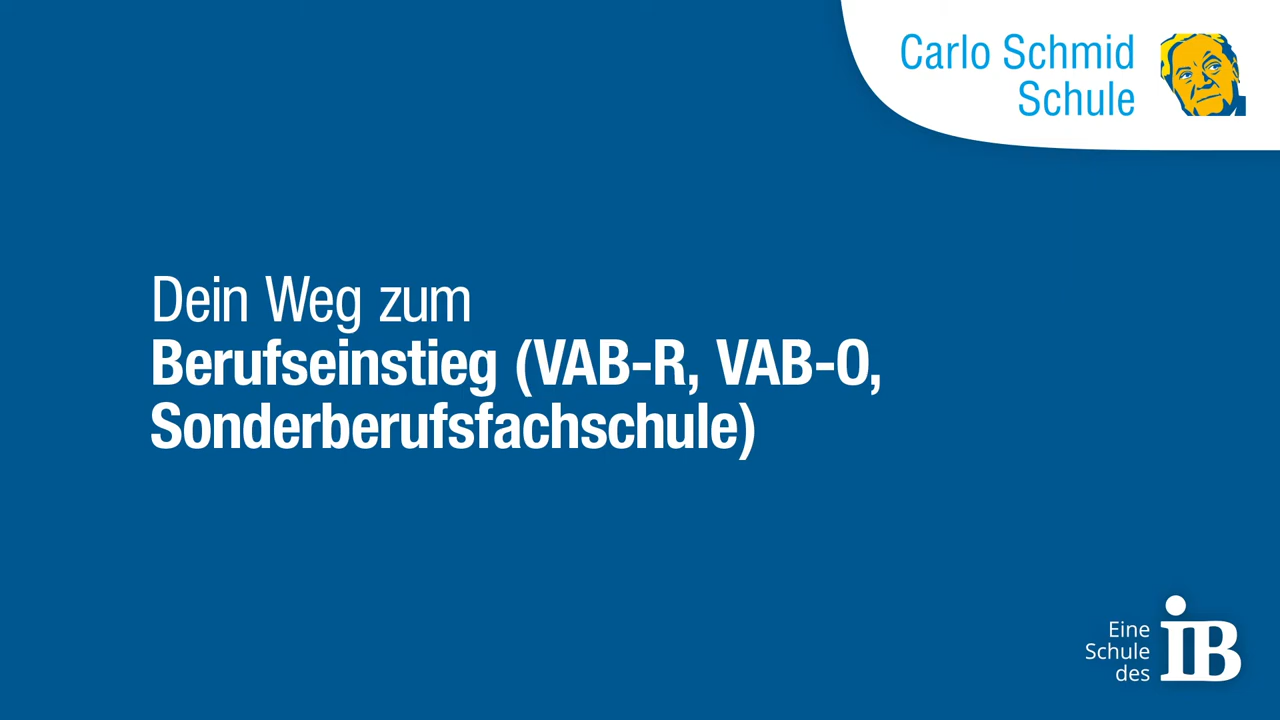 Carlo Schmid
Schule
Dein Weg zum
Berufseinstieg (VAB-R, VAB-O,
Sonderberufsfachschule)
Eine
Schule
des
iB